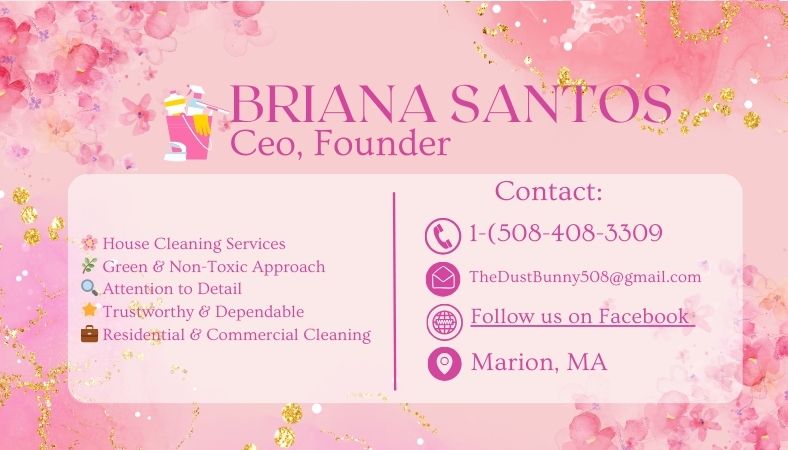 BRIANA SANTOS
Ceo, Founder
🌸 House Cleaning Services
🌿 Green & Non-Toxic Approach
🔍 Attention to Detail
⭐ Trustworthy & Dependable
💼 Residential & Commercial Cleaning
Contact:
1-(508-408-3309
TheDustBunny508@gmail.com
WWW
Follow us on Facebook
Marion, MA